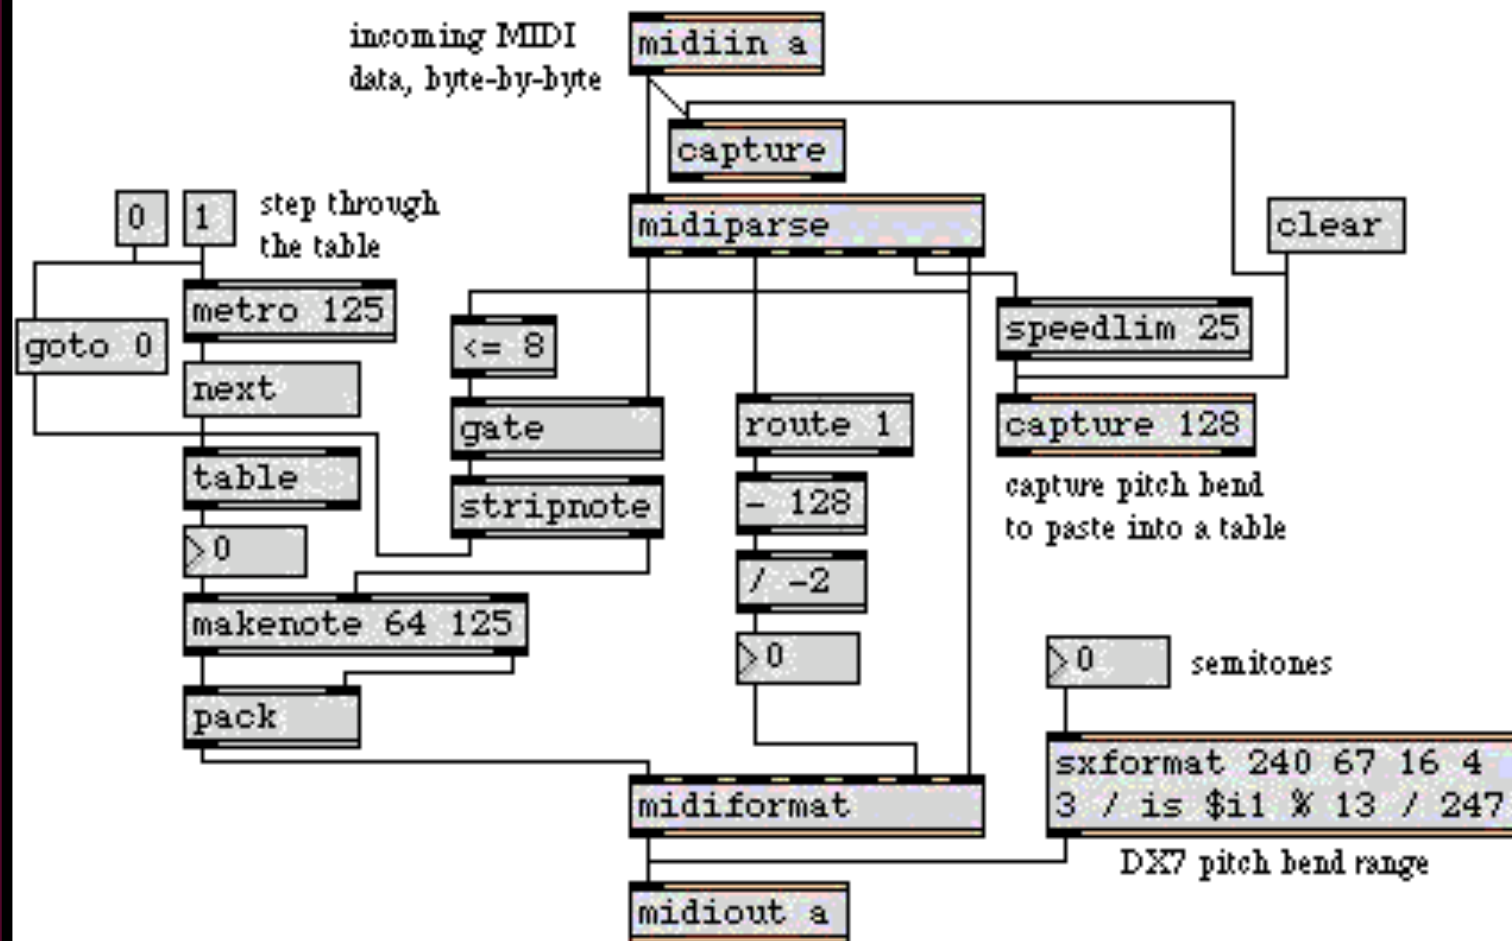 incoming MIDI
data, byte-by-byte
midiin a
capture
0
1
step through
the table
midiparse
clear
metro 125
goto 0
<= 8
speedlim 25
next
gate
route 1
capture 128
table
stripnote
- 128
capture pitch bend
to paste into a table
0
/ -2
makenote 64 125
0
0
semitones
pack
sxformat 240 67 16 4
3 / is $i1 % 13 / 247
midiformat
DX7 pitch bend range
midiout a